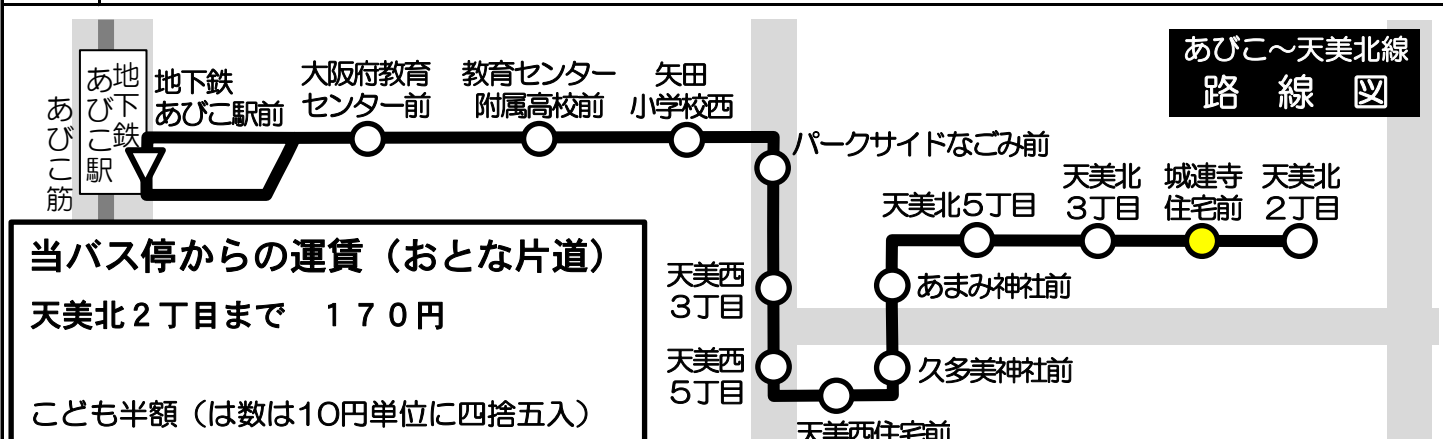 あびこ～天美北線
路線図
あびこ筋
地下鉄
あびこ駅
地下鉄
あびこ駅前
大阪府教育
センター前
教育センター
附属高校前
矢田
小学校西
パークサイドなごみ前
天美西
3丁目
天美西
5丁目
天美西住宅前
久多美神社前
あまみ神社前
天美北5丁目
天美北
3丁目
城連寺
住宅前
天美北
2丁目
当バス停からの運賃（おとな片道）
天美北２丁目まで　１７０円
こども半額（は数は10円単位に四捨五入）